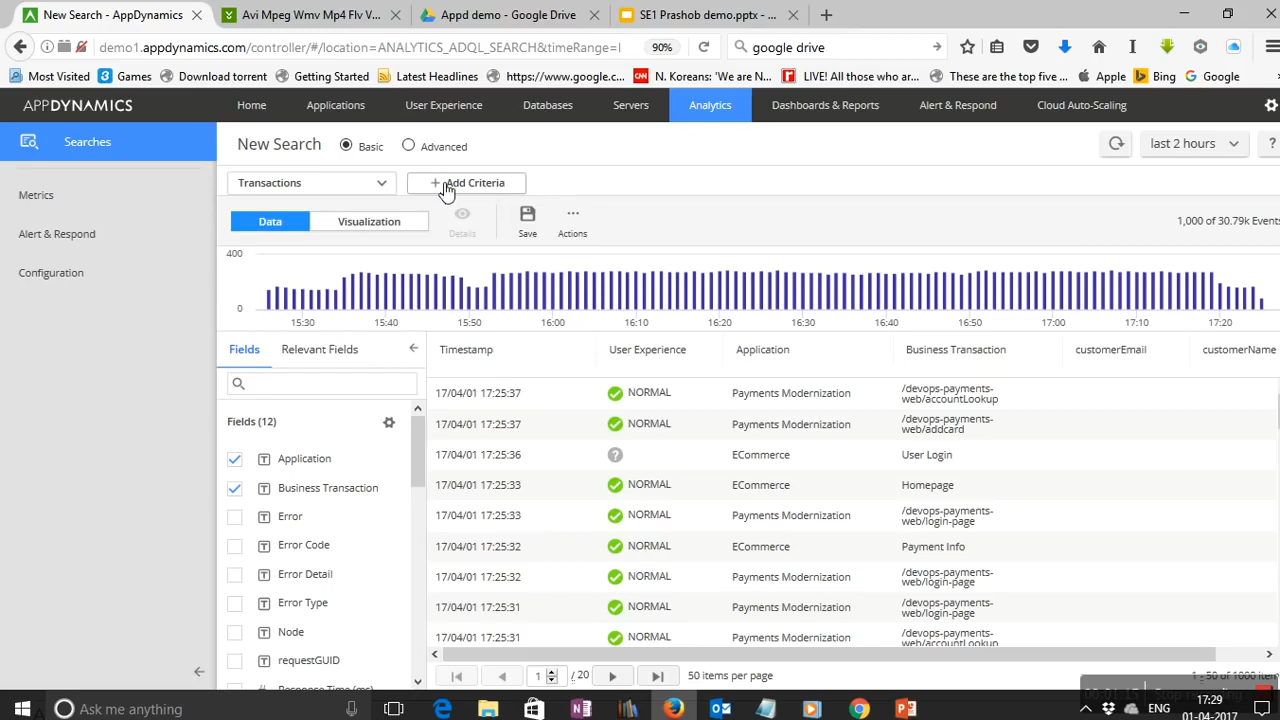 New Search - AppDynamics
Avi Mpeg Wmv Mp4 Flv V...
Appd demo - Google Drive
SE1 Prashob demo.pptx - ...
demo1.appdynamics.com/controller/#/location=ANALYTICS_ADQL_SEARCH&timeRange=l
90%
google drive
Most Visited
Games
Download torrent
Getting Started
Latest Headlines
https://www.google.c...
N. Koreans: 'We are N...
LIVE! All those who are...
These are the top five ...
Apple
Bing
Google
APPDYNAMICS
Home
Applications
User Experience
Databases
Servers
Analytics
Dashboards & Reports
Alert & Respond
Cloud Auto-Scaling
Searches
Metrics
Alert & Respond
Configuration
New Search
Basic
Advanced
last 2 hours
?
Transactions
+ Add Criteria
Data
Visualization
Details
Save
Actions
1,000 of 30.79k Events
400
0
15:30
15:40
15:50
16:00
16:10
16:20
16:30
16:40
16:50
17:00
17:10
17:20
Fields
Relevant Fields
Fields (12)
Application
Business Transaction
Error
Error Code
Error Detail
Error Type
Node
requestGUID
Response Time (ms)
Timestamp
User Experience
Application
Business Transaction
customerEmail
customerName
17/04/01 17:25:37
NORMAL
Payments Modernization
/devops-payments-
web/accountLookup
17/04/01 17:25:37
NORMAL
Payments Modernization
/devops-payments-
web/addcard
17/04/01 17:25:36
?
ECommerce
User Login
17/04/01 17:25:33
NORMAL
ECommerce
Homepage
17/04/01 17:25:33
NORMAL
Payments Modernization
/devops-payments-
web/login-page
17/04/01 17:25:32
NORMAL
ECommerce
Payment Info
17/04/01 17:25:32
NORMAL
Payments Modernization
/devops-payments-
web/login-page
17/04/01 17:25:31
NORMAL
Payments Modernization
/devops-payments-
web/login-page
17/04/01 17:25:31
NORMAL
Payments Modernization
/devops-payments-
web/accountLookup
1
/ 20
50 items per page
1 - 50 of 1000 items
Ask me anything
ENG
17:29
01-04-2017